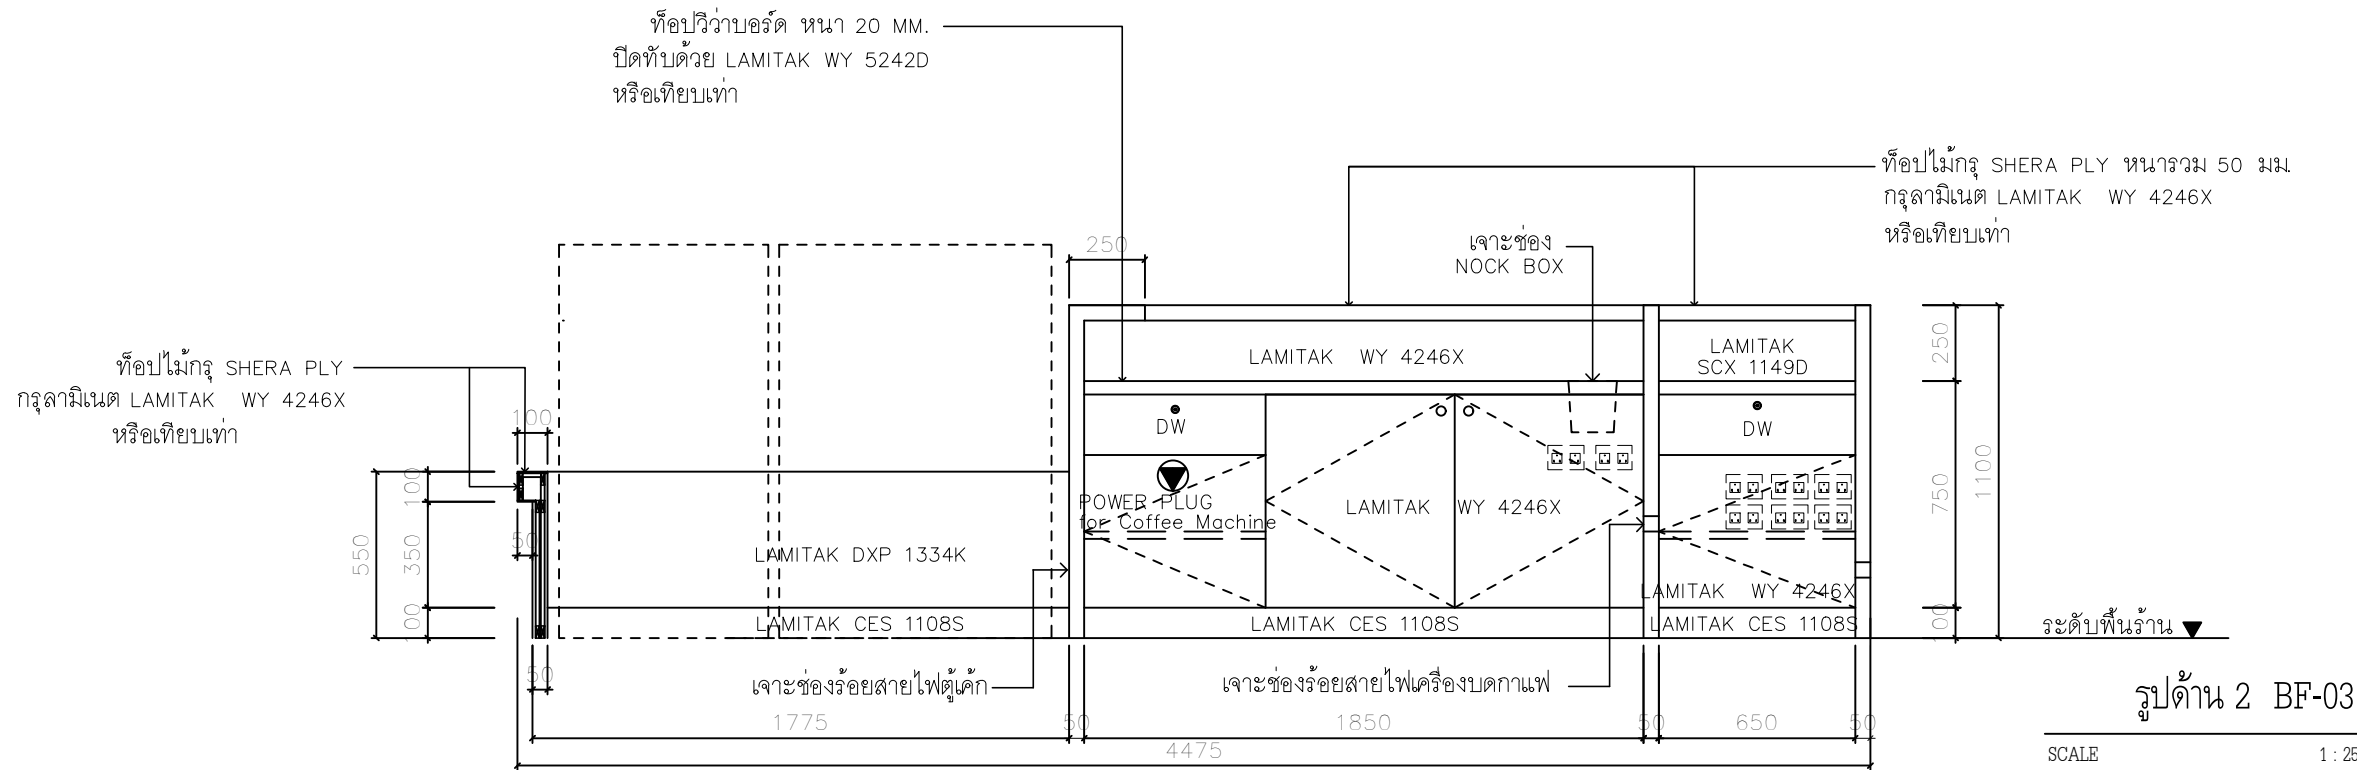 ท็อปวีว่าบอร์ด หนา 20 MM.
ปิดทับด้วย LAMITAK WY 5242D
หรือเทียบเท่า
ท็อปไม้กรุ SHERA PLY หนารวม 50 มม.
กรุลามิเนต LAMITAK WY 4246X
หรือเทียบเท่า
เจาะช่อง
NOCK BOX
250
ท็อปไม้กรุ SHERA PLY
กรุลามิเนต LAMITAK WY 4246X
หรือเทียบเท่า
LAMITAK WY 4246X
LAMITAK
SCX 1149D
250
100
DW
DW
100
350
100
550
50
POWER PLUG
for Coffee Machine
LAMITAK WY 4246X
750
1100
LAMITAK DXP 1334K
LAMITAK WY 4246X
LAMITAK CES 1108S
LAMITAK CES 1108S
LAMITAK CES 1108S
100
ระดับพื้นร้าน
50
เจาะช่องร้อยสายไฟตู้เค้ก
เจาะช่องร้อยสายไฟเครื่องบดกาแฟ
1775
50
1850
50
650
50
4475
รูปด้าน 2 BF-03
SCALE 1 : 25